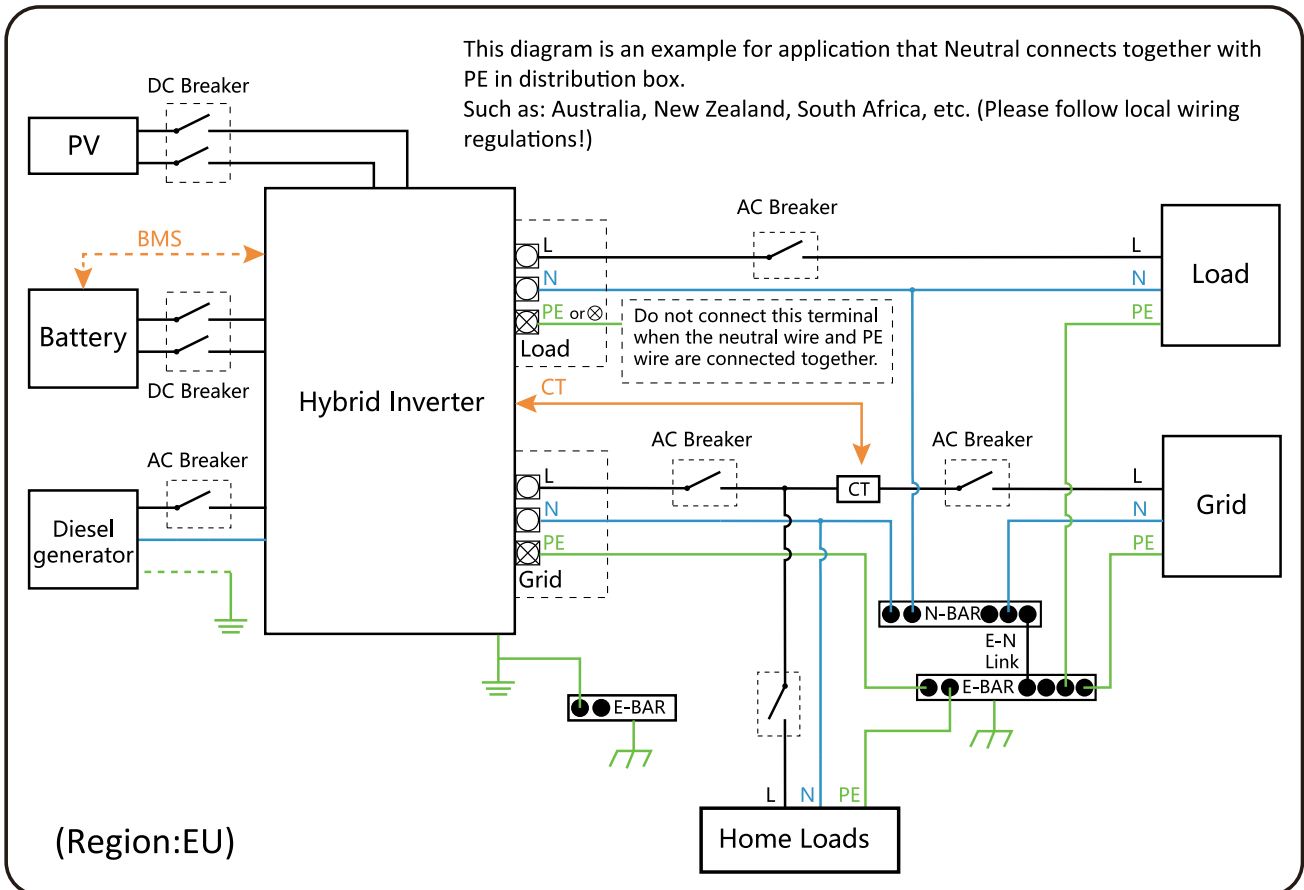 This diagram is an example for application that Neutral connects together with
PE in distribution box.
Such as: Australia, New Zealand, South Africa, etc. (Please follow local wiring
regulations!)
DC Breaker
PV
AC Breaker
BMS
L
N
PE or⊗
Load
Do not connect this terminal
when the neutral wire and PE
wire are connected together.
L
N
PE
Load
Battery
DC Breaker
Hybrid Inverter
CT
AC Breaker
AC Breaker
AC Breaker
L
N
PE
Grid
CT
L
N
PE
Grid
Diesel
generator
N-BAR
E-N
Link
E-BAR
E-BAR
L
N
PE
Home Loads
(Region:EU)